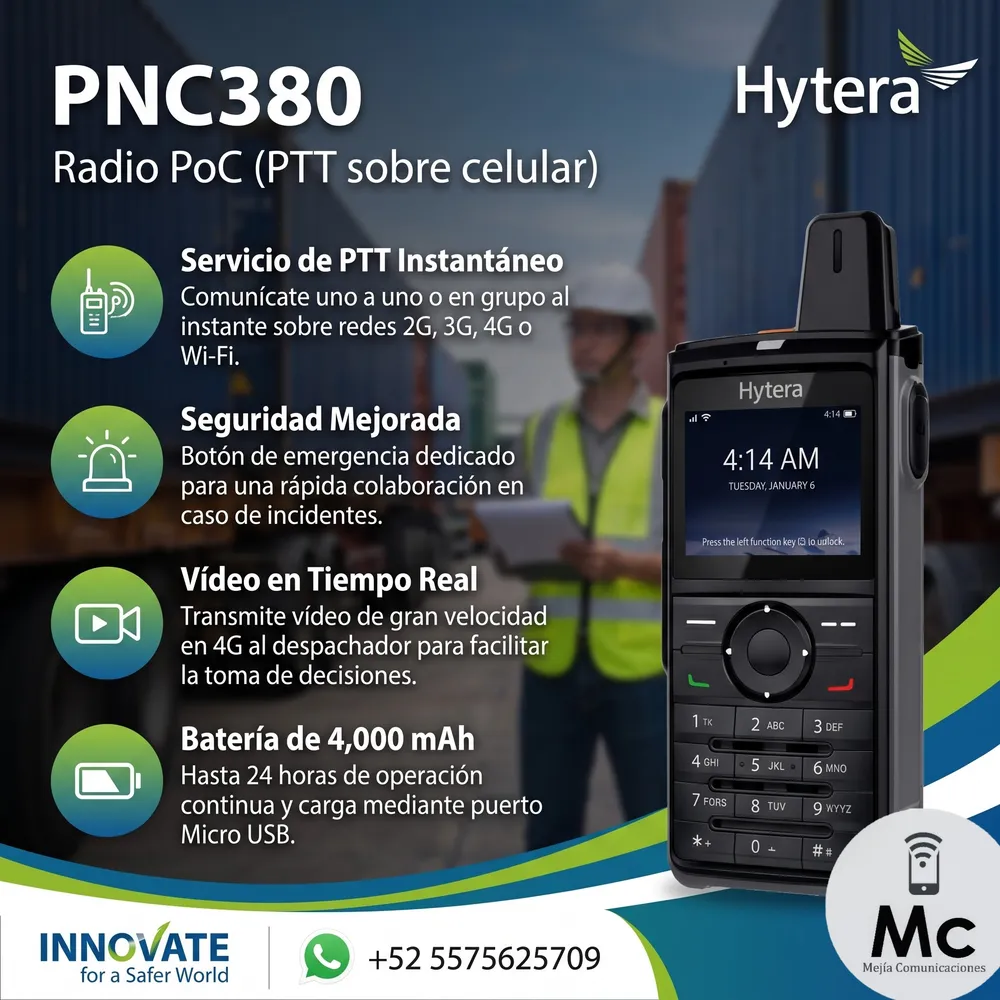 PNC380
Radio PoC (PTT sobre celular)
Hytera
Servicio de PTT Instantáneo
Comunícate uno a uno o en grupo al
instante sobre redes 2G, 3G, 4G o
Wi-Fi.
Seguridad Mejorada
Botón de emergencia dedicado
para una rápida colaboración en
caso de incidentes.
Vídeo en Tiempo Real
Transmite vídeo de gran velocidad
en 4G al despachador para facilitar
la toma de decisiones.
Batería de 4,000 mAh
Hasta 24 horas de operación
continua y carga mediante puerto
Micro USB.
Hytera
4:14
4:14 AM
TUESDAY, JANUARY 6
Press the left function key to unlock.
1 TK 2 ABC 3 DEF
4 GHI 5 JKL 6 MNO
7 FORS 8 TUV 9 WYYZ
*+ 0 ##
INNOVATE
for a Safer World
+52 5575625709
Mc
Mejía Comunicaciones